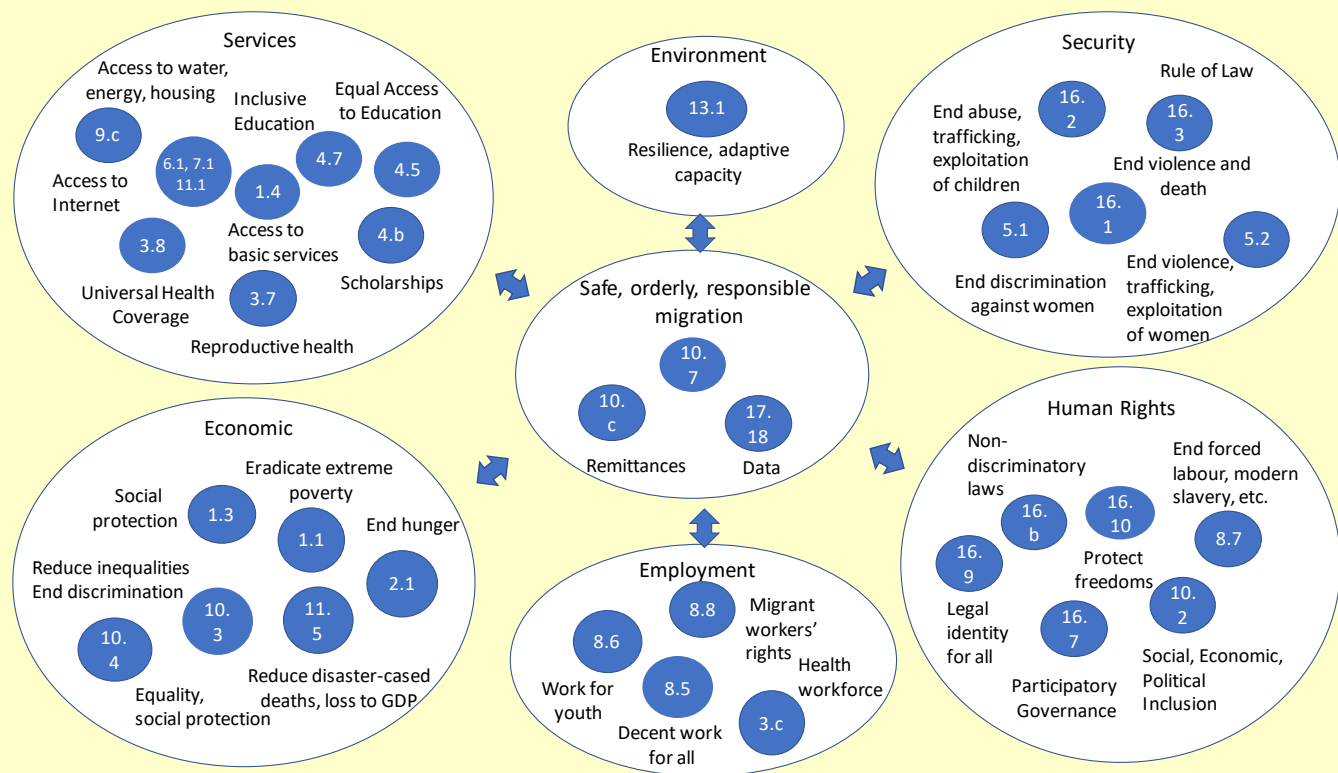 Services
Access to water,
energy, housing
Inclusive
Education
Equal Access
to Education
9.c
6.1, 7.1
11.1
1.4
4.7
4.5
Access to
Internet
3.8
Access to
basic services
4.b
Scholarships
Universal Health
Coverage
3.7
Reproductive health
Environment
13.1
Resilience, adaptive
capacity
Security
Rule of Law
16.
2
16.
3
End abuse,
trafficking,
exploitation
of children
End violence and
death
5.1
16.
1
5.2
End discrimination
against women
End violence,
trafficking,
exploitation
of women
Safe, orderly, responsible
migration
10.
7
10.
c
17.
18
Remittances
Data
Economic
Eradicate extreme
poverty
Social
protection
1.3
1.1
End hunger
2.1
Reduce inequalities
End discrimination
10.
3
11.
5
10.
4
Equality,
social protection
Reduce disaster-cased
deaths, loss to GDP
Employment
8.8
Migrant
workers’
rights
8.6
8.5
Health
workforce
Work for
youth
3.c
Decent work
for all
Human Rights
Non-
discriminatory
laws
End forced
labour, modern
slavery, etc.
16.
b
16.
10
8.7
16.
9
Protect
freedoms
10.
2
Legal
identity
for all
16.
7
Participatory
Governance
Social, Economic,
Political
Inclusion